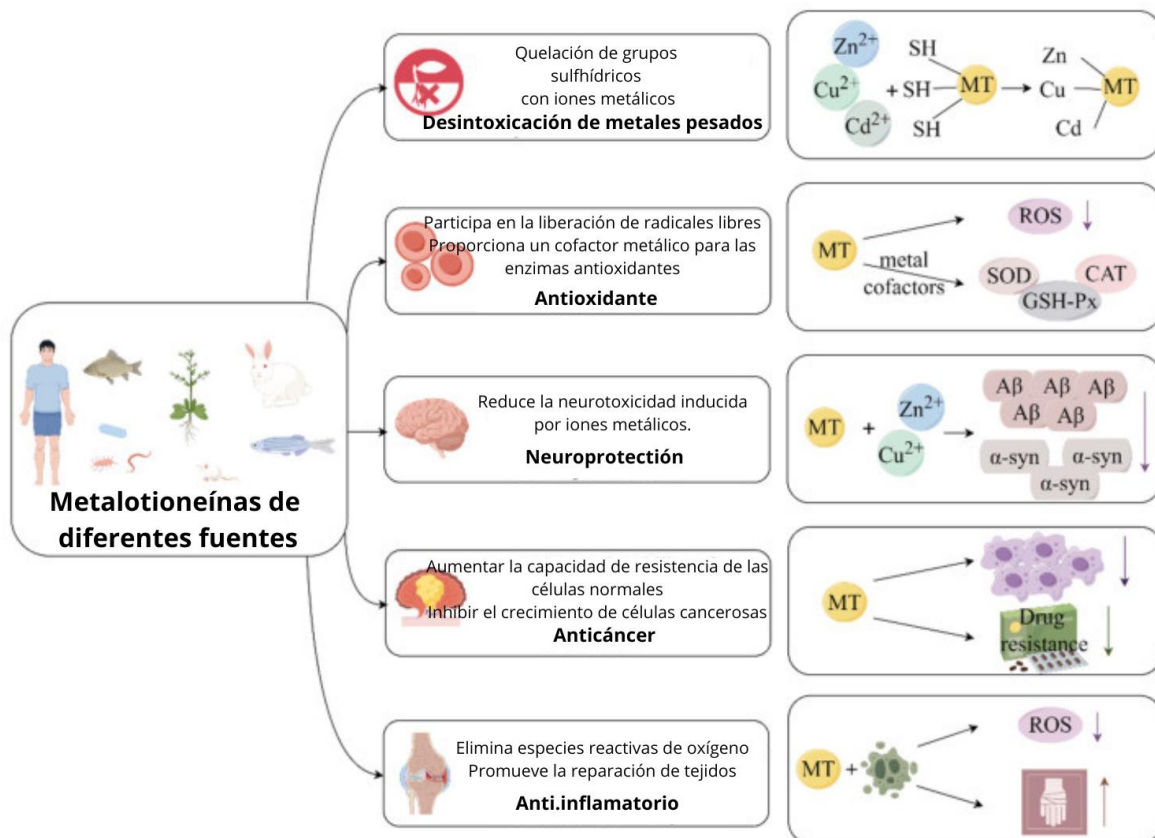 Quelación de grupos
sulfhídricos
con iones metálicos
Desintoxicación de metales pesados
Zn2+
Cu2+
Cd2+
+
SH
SH
SH
MT
Zn
Cu
Cd
MT
Participa en la liberación de radicales libres
Proporciona un cofactor metálico para las
enzimas antioxidantes
Antioxidante
MT
metal
cofactors
ROS
SOD
CAT
GSH-Px
Metalotioneínas de
diferentes fuentes
Reduce la neurotoxicidad inducida
por iones metálicos.
Neuroprotectión
MT
+
Zn2+
Cu2+
Aβ Aβ Aβ
Aβ Aβ
α-syn α-syn
α-syn
Aumentar la capacidad de resistencia de las
células normales
Inhibir el crecimiento de células cancerosas
Anticáncer
MT
Drug
resistance
Elimina especies reactivas de oxígeno
Promueve la reparación de tejidos
Anti.inflamatorio
MT +
ROS